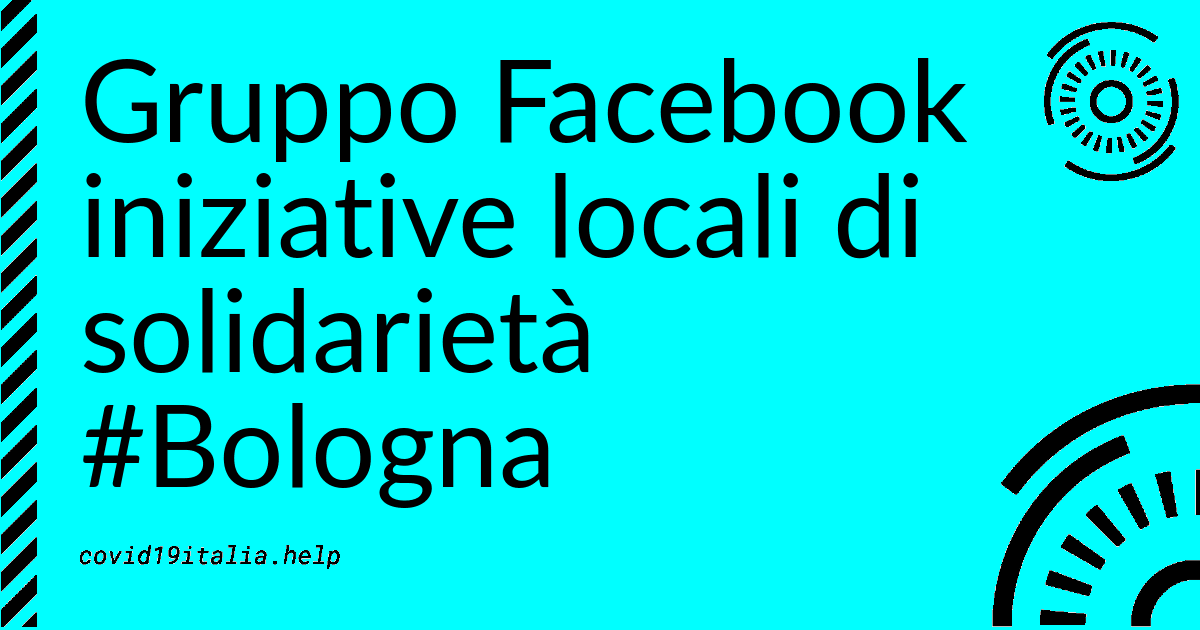 Gruppo Facebook
iniziative locali di
solidarietà
#Bologna
covid19italia.help